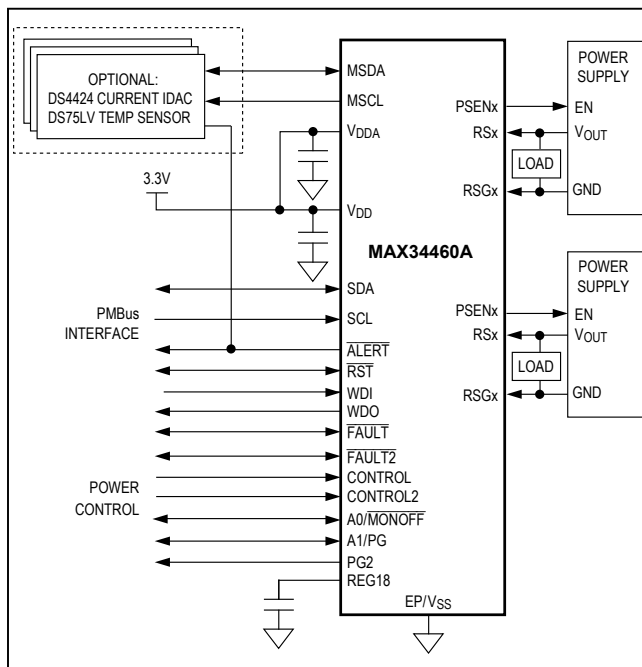 OPTIONAL:
DS4424 CURRENT IDAC
DS75LV TEMP SENSOR
3.3V
PMBus
INTERFACE
POWER
CONTROL
MSDA
MSCL
VDDA
VDD
SDA
SCL
ALERT
RST
WDI
WDO
FAULT
FAULT2
CONTROL
CONTROL2
A0/MONOFF
A1/PG
PG2
REG18
MAX34460A
EP/VSS
PSENx
RSx
RSGx
PSENx
RSx
RSGx
POWER
SUPPLY
EN
VOUT
LOAD
GND
POWER
SUPPLY
EN
VOUT
LOAD
GND